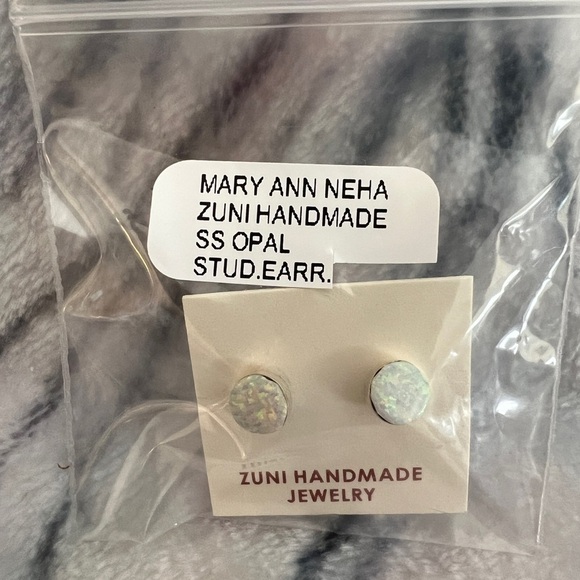 MARY ANN NEHA
ZUNI HANDMADE
SS OPAL
STUD.EARR.
ZUNI HANDMADE
JEWELRY